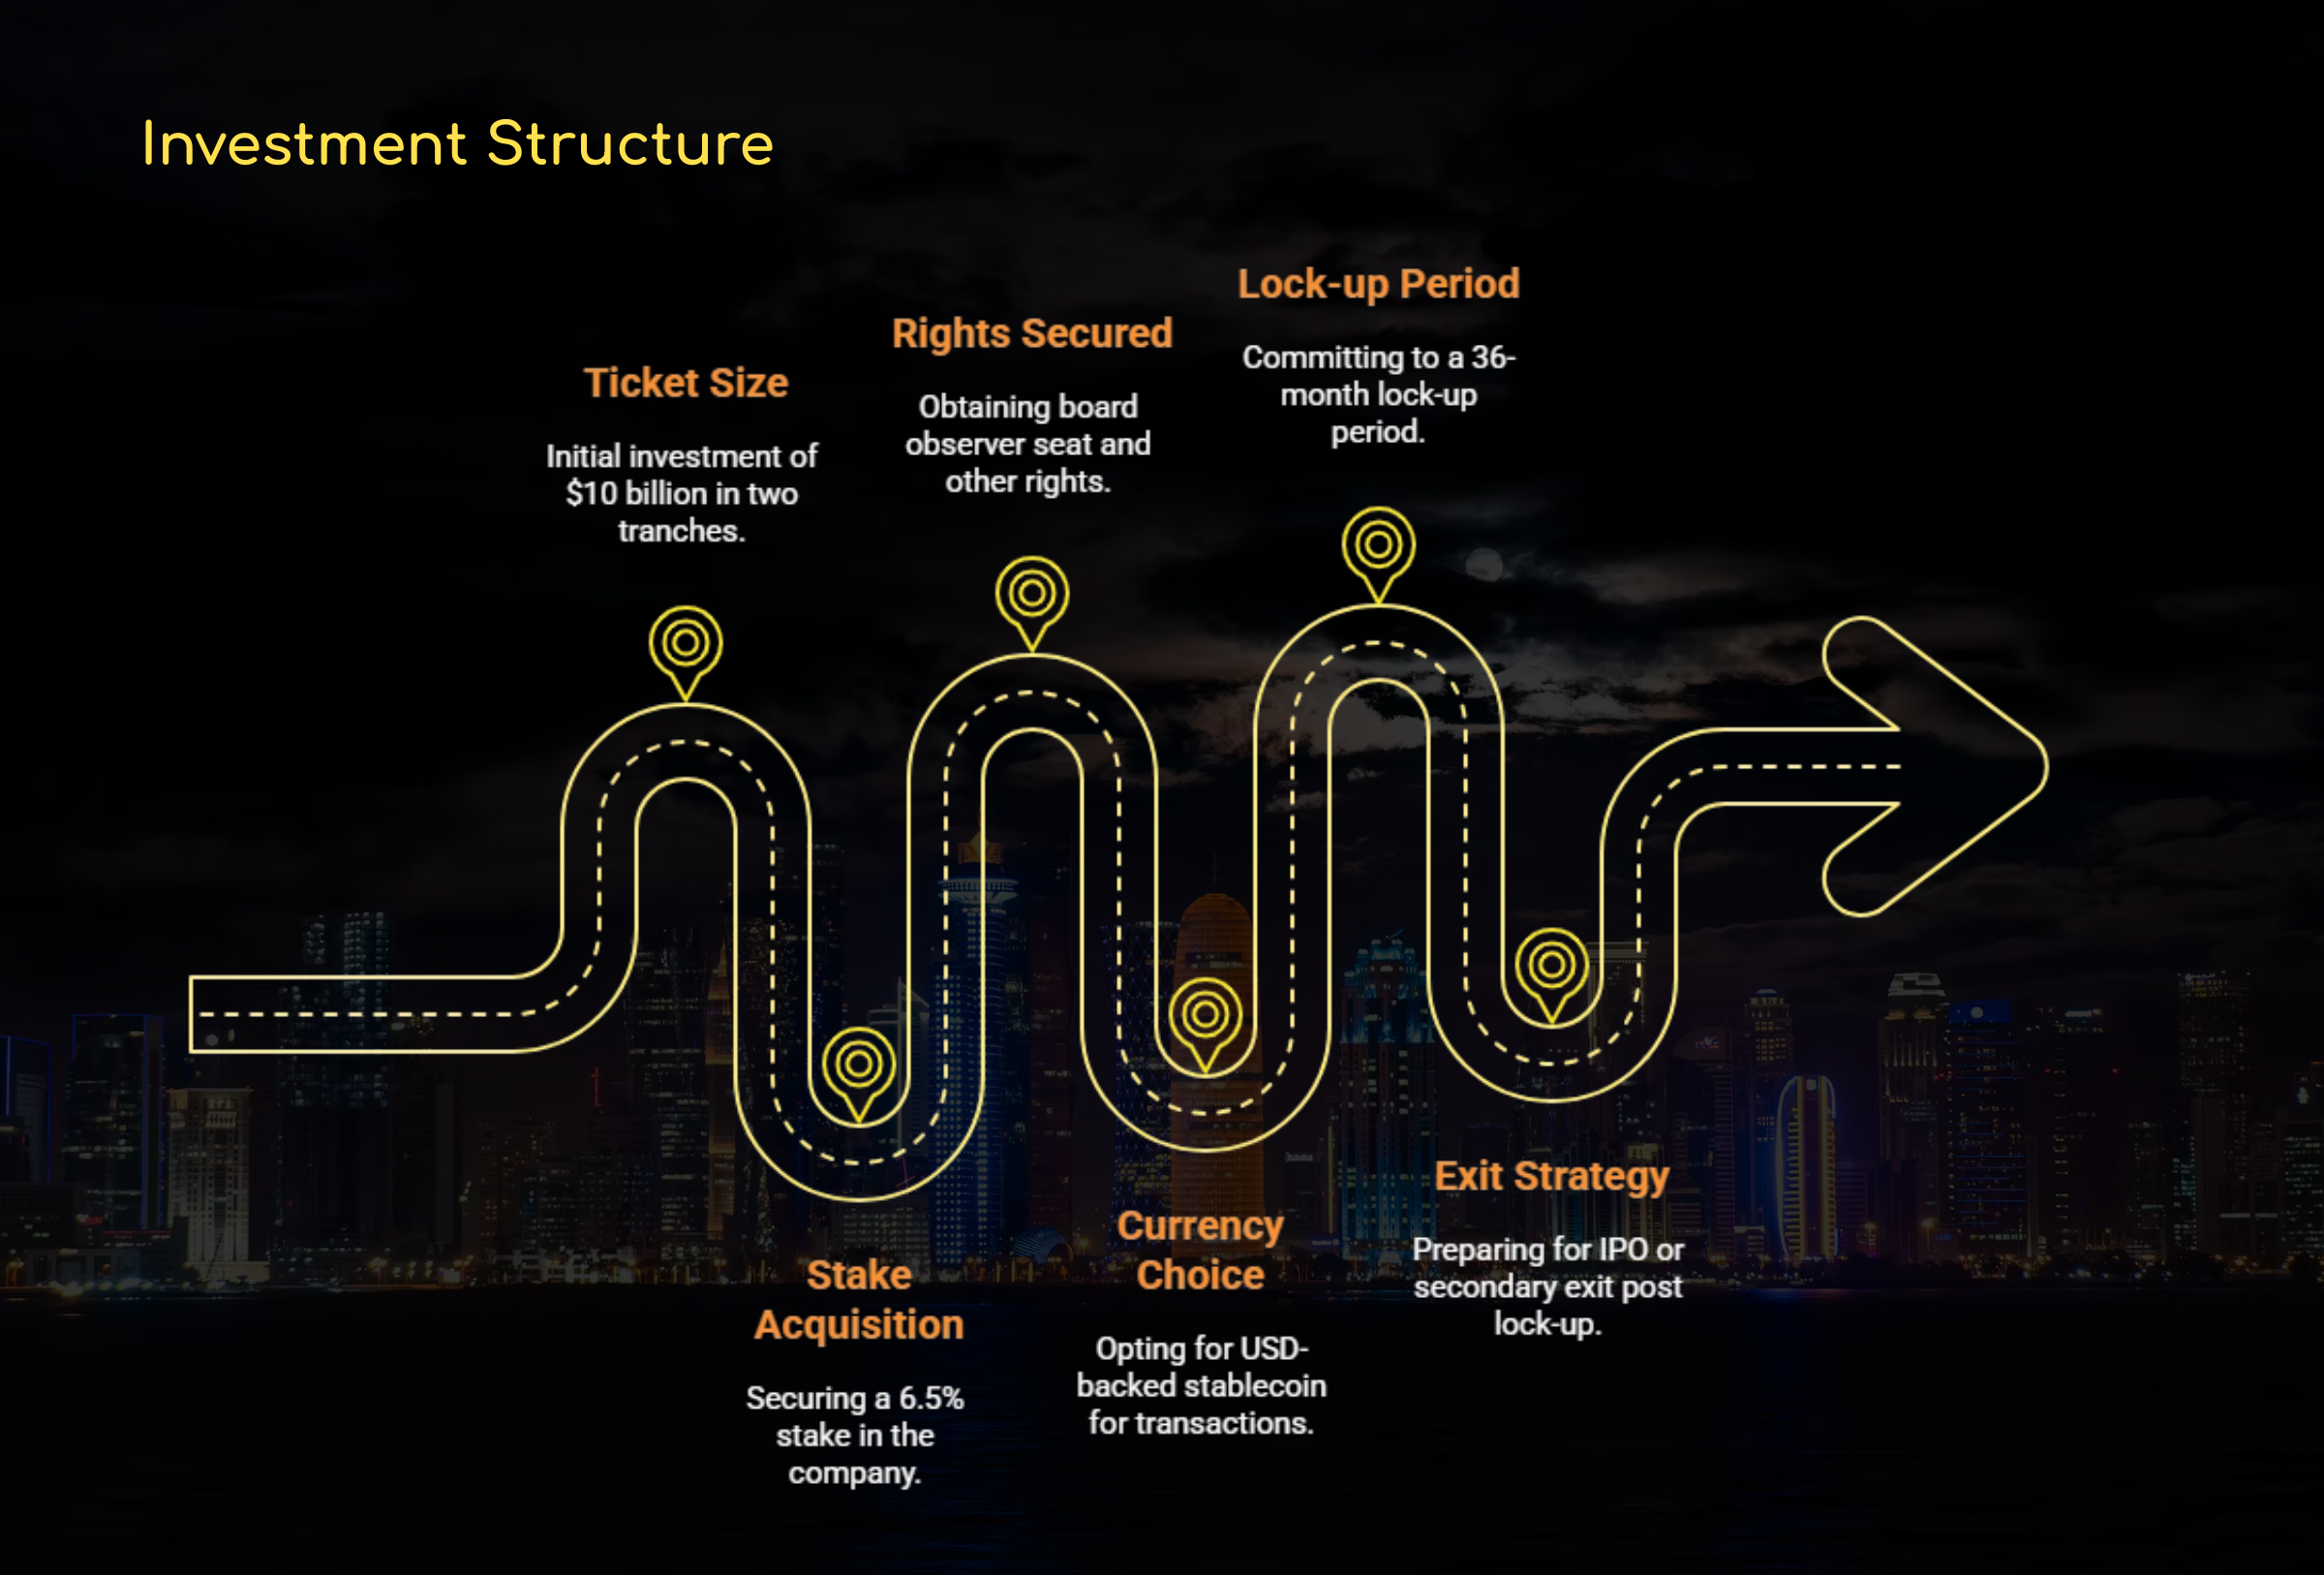 Investment Structure
Ticket Size
Initial investment of
$10 billion in two
tranches.
Stake
Acquisition
Securing a 6.5%
stake in the
company.
Rights Secured
Obtaining board
observer seat and
other rights.
Currency
Choice
Opting for USD-
backed stablecoin
for transactions.
Lock-up Period
Committing to a 36-
month lock-up
period.
Exit Strategy
Preparing for IPO or
secondary exit post
lock-up.